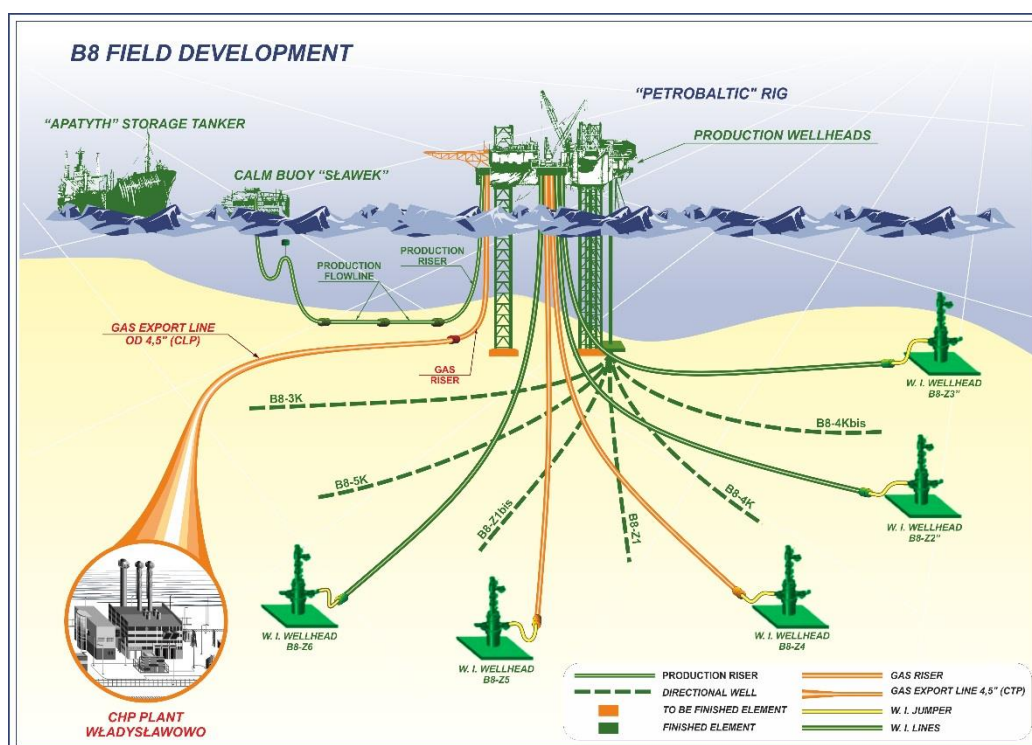 B8 FIELD DEVELOPMENT
"PETROBALTIC" RIG
"APATYTH" STORAGE TANKER
PRODUCTION WELLHEADS
CALM BUOY "SŁAWEK"
PRODUCTION
RISER
PRODUCTION
FLOWLINE
GAS EXPORT LINE
OD 4,5" (CLP)
GAS
RISER
W. I. WELLHEAD
B8-Z3"
B8-3K
B8-4Kbis
B8-5K
B8-4K
B8-Z1bis
B8-Z1
W. I. WELLHEAD
B8-Z2"
W. I. WELLHEAD
B8-Z6
W. I. WELLHEAD
B8-Z5
W. I. WELLHEAD
B8-Z4
CHP PLANT
WŁADYSŁAWOWO
PRODUCTION RISER
DIRECTIONAL WELL
TO BE FINISHED ELEMENT
FINISHED ELEMENT
GAS RISER
GAS EXPORT LINE 4,5" (CTP)
W. I. JUMPER
W. I. LINES